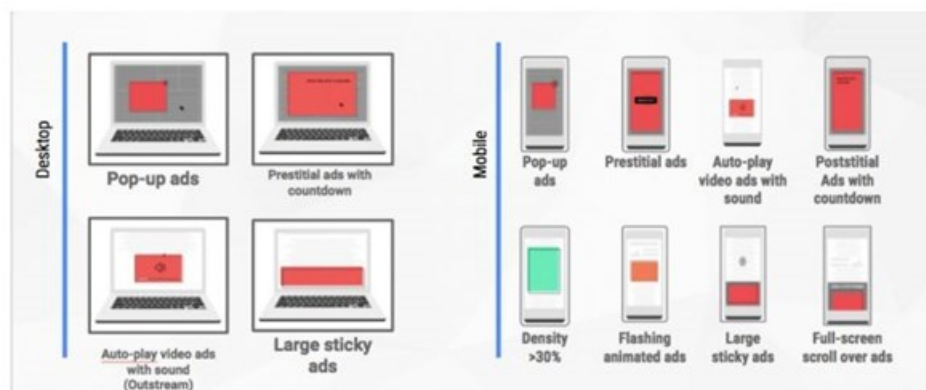 Desktop
Pop-up ads
Prestitial ads with
countdown
Auto-play video ads
with sound
(Outstream)
Large sticky
ads
Mobile
Pop-up
ads
Prestitial ads
Auto-play
video ads with
sound
Poststitial
Ads with
countdown
Density
>30%
Flashing
animated ads
Large
sticky ads
Full-screen
scroll over ads